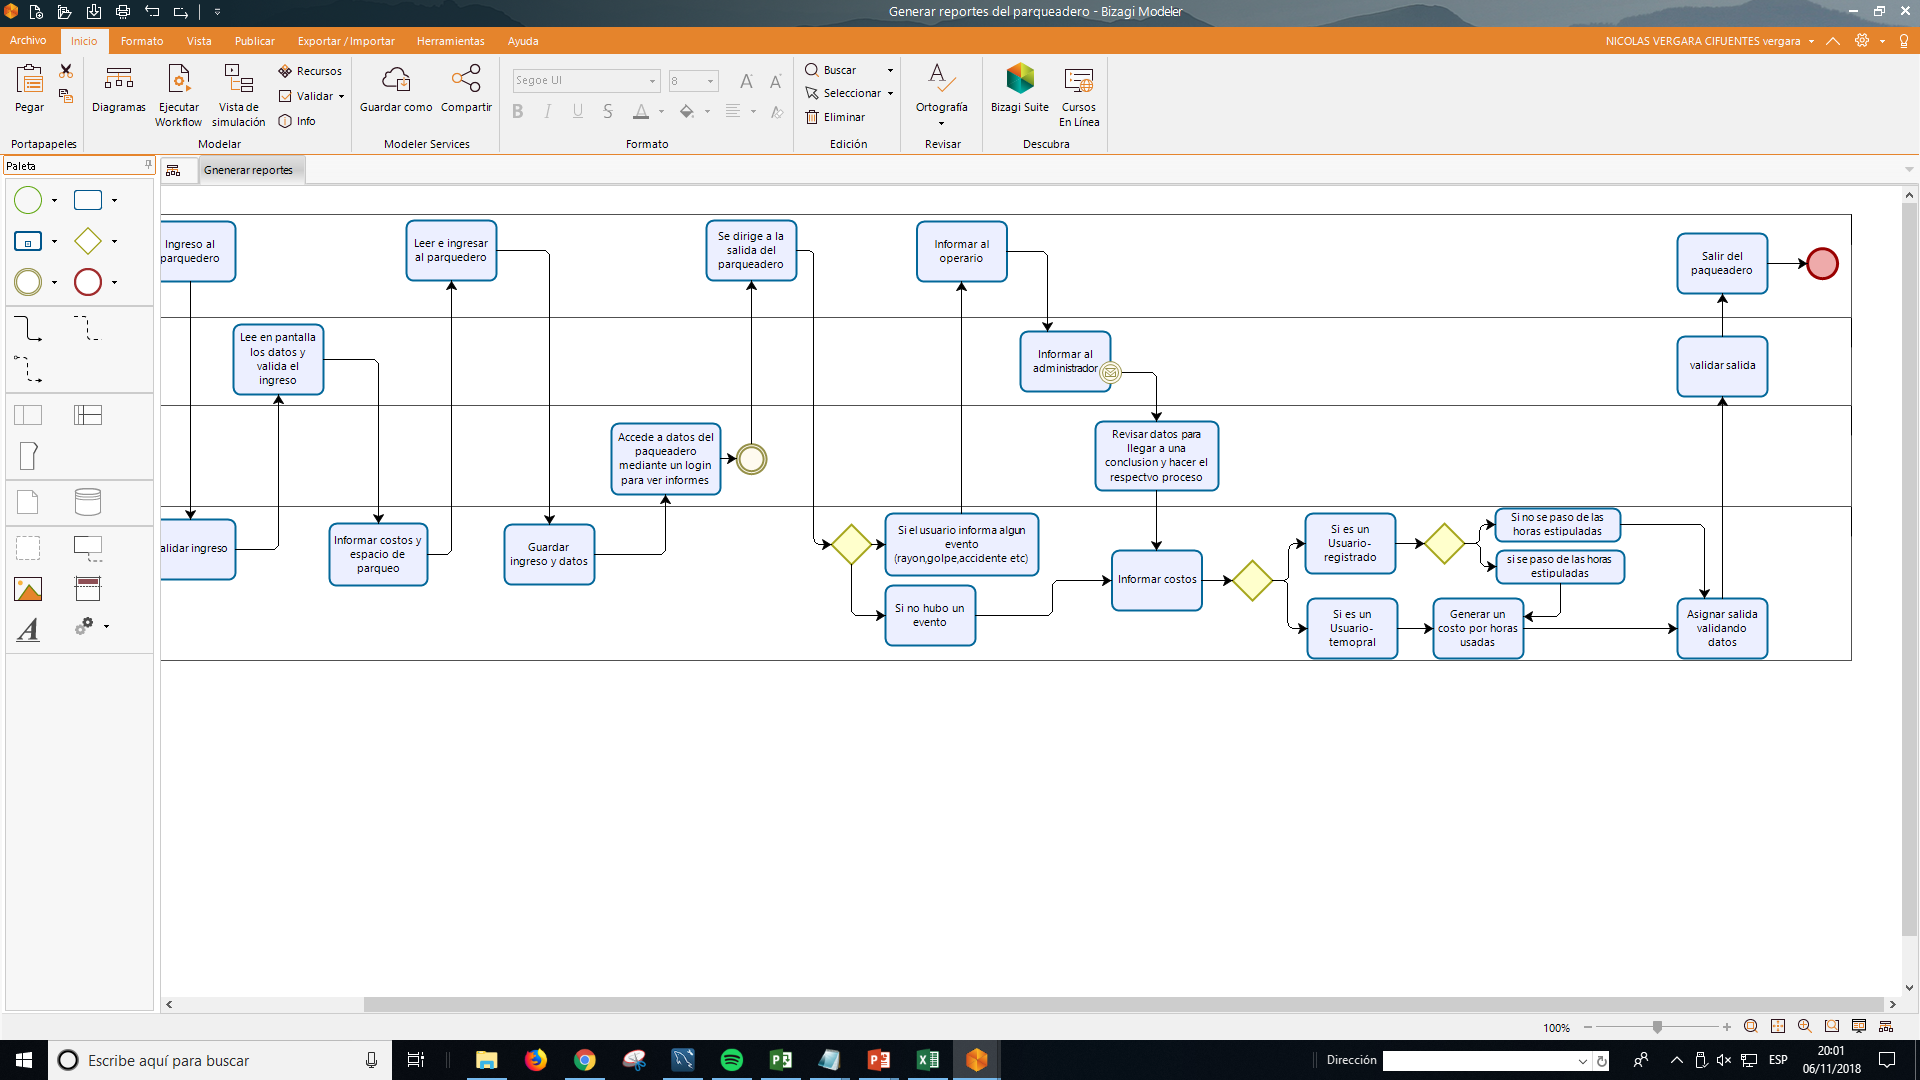 Generar reportes del parqueadero - Bizagi Modeler
Archivo
Inicio
Formato
Vista
Publicar
Exportar / Importar
Herramientas
Ayuda
NICOLAS VERGARA CIFUENTES vergara
Pegar
Portapapeles
Diagramas
Ejecutar
Workflow
Vista de
simulación
Recursos
Validar
Info
Modelar
Guardar como
Compartir
Modeler Services
Segoe UI
8
Formato
Buscar
Seleccionar
Eliminar
Edición
Ortografía
Revisar
Bizagi Suite
Cursos
En Línea
Descubra
Paleta
Gnenerar reportes
Ingreso al
parquedero
Leer e ingresar
al parquedero
Se dirige a la
salida del
parqueadero
Informar al
operario
Salir del
paqueadero
Lee en pantalla
los datos y
valida el
ingreso
Informar al
administrador
validar salida
Accede a datos del
paqueadero
mediante un login
para ver informes
Revisar datos para
llegar a una
conclusion y hacer el
respectvo proceso
alidar ingreso
Informar costos y
espacio de
parqueo
Guardar
ingreso y datos
Si el usuario informa algun
evento
(rayon,golpe,accidente etc)
Si no hubo un
evento
Informar costos
Si es un
Usuario-
registrado
Si no se paso de las
horas estipuladas
si se paso de las horas
estipuladas
Si es un
Usuario-
temopral
Generar un
costo por horas
usadas
Asignar salida
validando
datos
100%
Escribe aquí para buscar
Dirección
ESP
20:01
06/11/2018